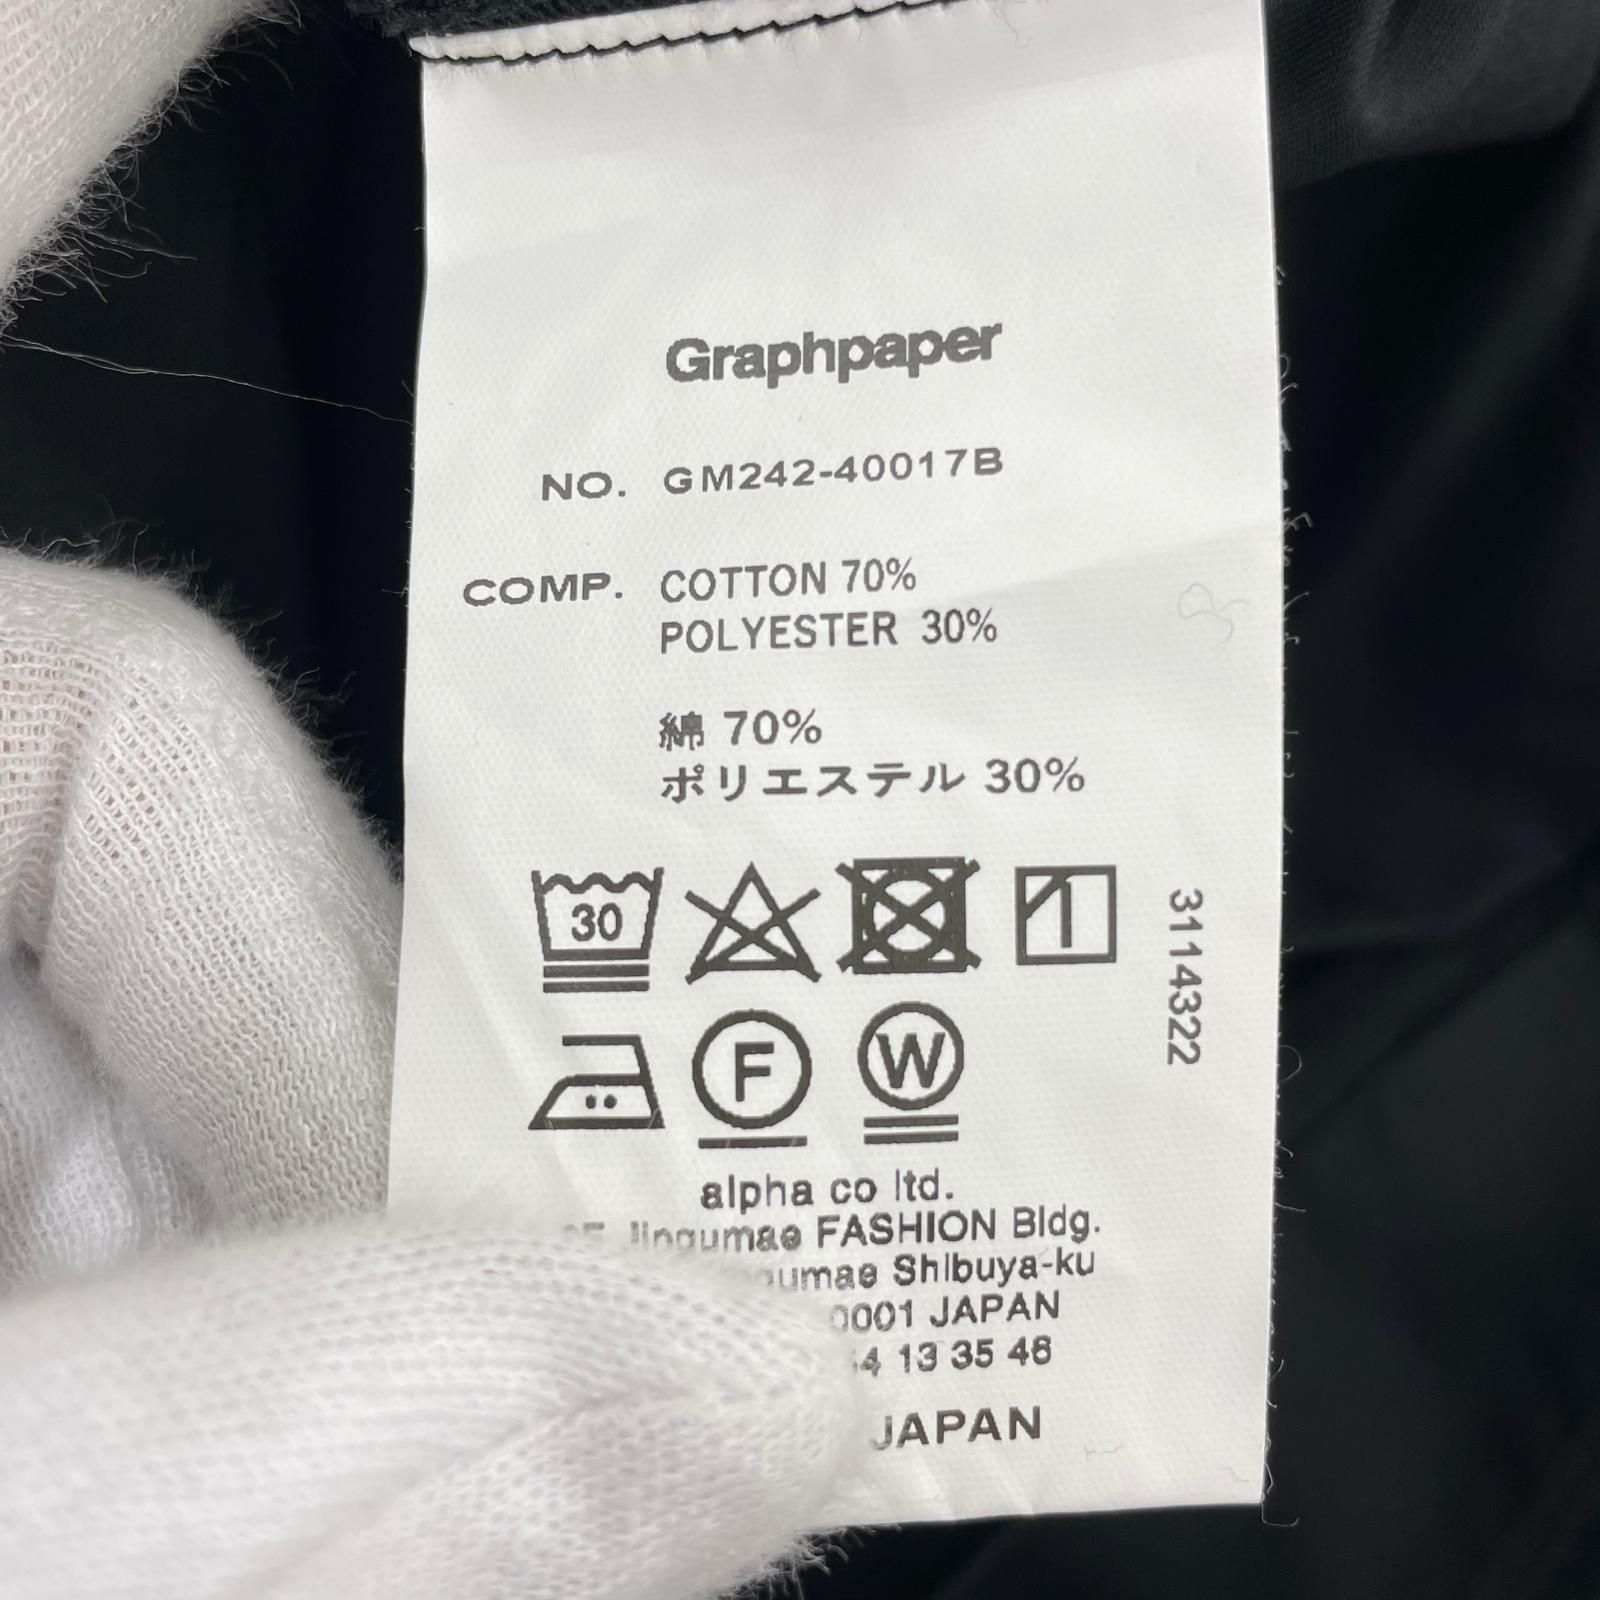 Graphpaper
NO. GM242-40017B
COMP. COTTON 70%
POLYESTER 30%
綿 70%
ポリエステル 30%
30
F
W
3114322
alpha co ltd.
Jingumae FASHION Bldg.
Shibuya-ku
0001 JAPAN
13 35 46
JAPAN